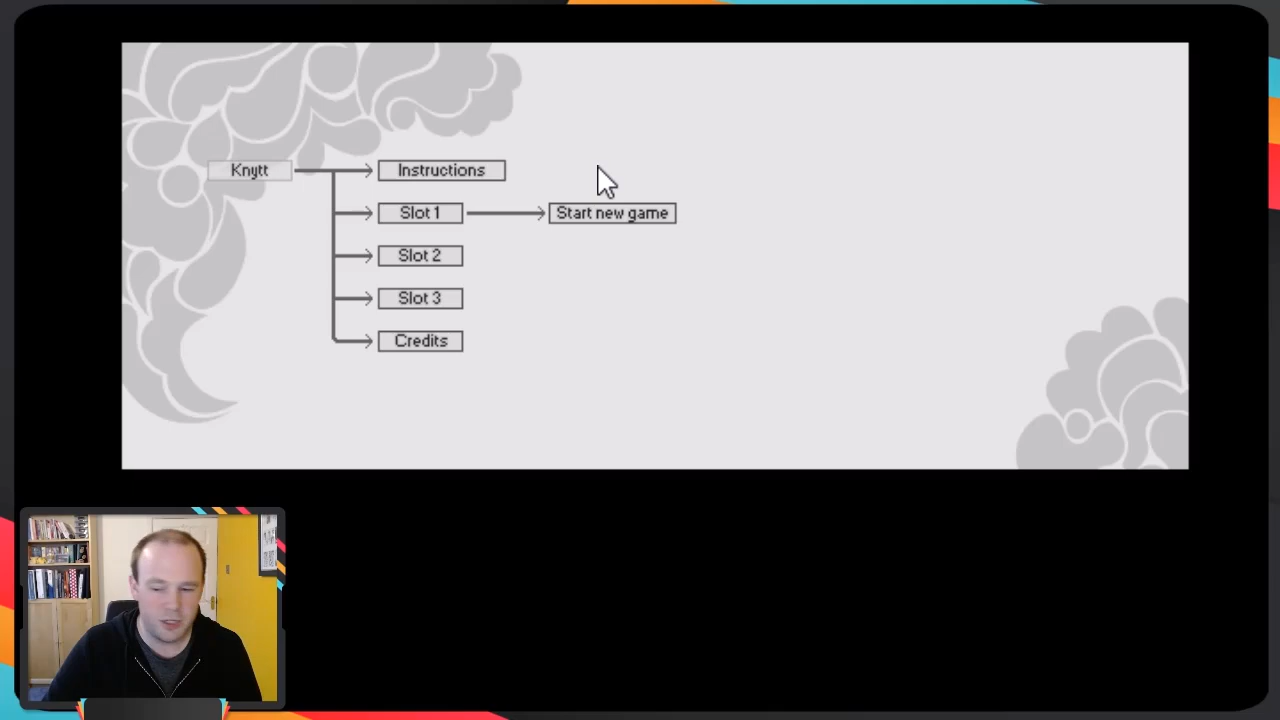 Knytt
Instructions
Slot 1
Start new game
Slot 2
Slot 3
Credits